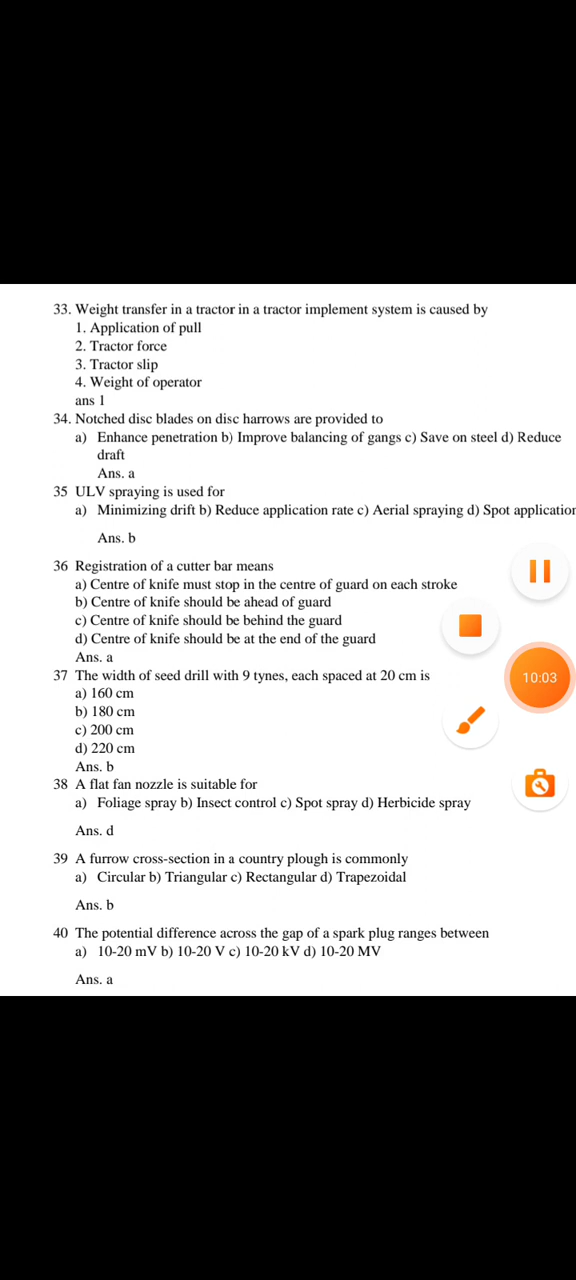 33. Weight transfer in a tractor in a tractor implement system is caused by
1. Application of pull
2. Tractor force
3. Tractor slip
4. Weight of operator
ans 1
34. Notched disc blades on disc harrows are provided to
a) Enhance penetration b) Improve balancing of gangs c) Save on steel d) Reduce
draft
Ans. a
35 ULV spraying is used for
a) Minimizing drift b) Reduce application rate c) Aerial spraying d) Spot application
Ans. b
36 Registration of a cutter bar means
a) Centre of knife must stop in the centre of guard on each stroke
b) Centre of knife should be ahead of guard
c) Centre of knife should be behind the guard
d) Centre of knife should be at the end of the guard
Ans. a
37 The width of seed drill with 9 tynes, each spaced at 20 cm is
10:03
a) 160 cm
b) 180 cm
c) 200 cm
d) 220 cm
Ans. b
38 A flat fan nozzle is suitable for
a) Foliage spray b) Insect control c) Spot spray d) Herbicide spray
Ans. d
39 A furrow cross-section in a country plough is commonly
a) Circular b) Triangular c) Rectangular d) Trapezoidal
Ans. b
40 The potential difference across the gap of a spark plug ranges between
a) 10-20 mV b) 10-20 V c) 10-20 kV d) 10-20 MV
Ans. a